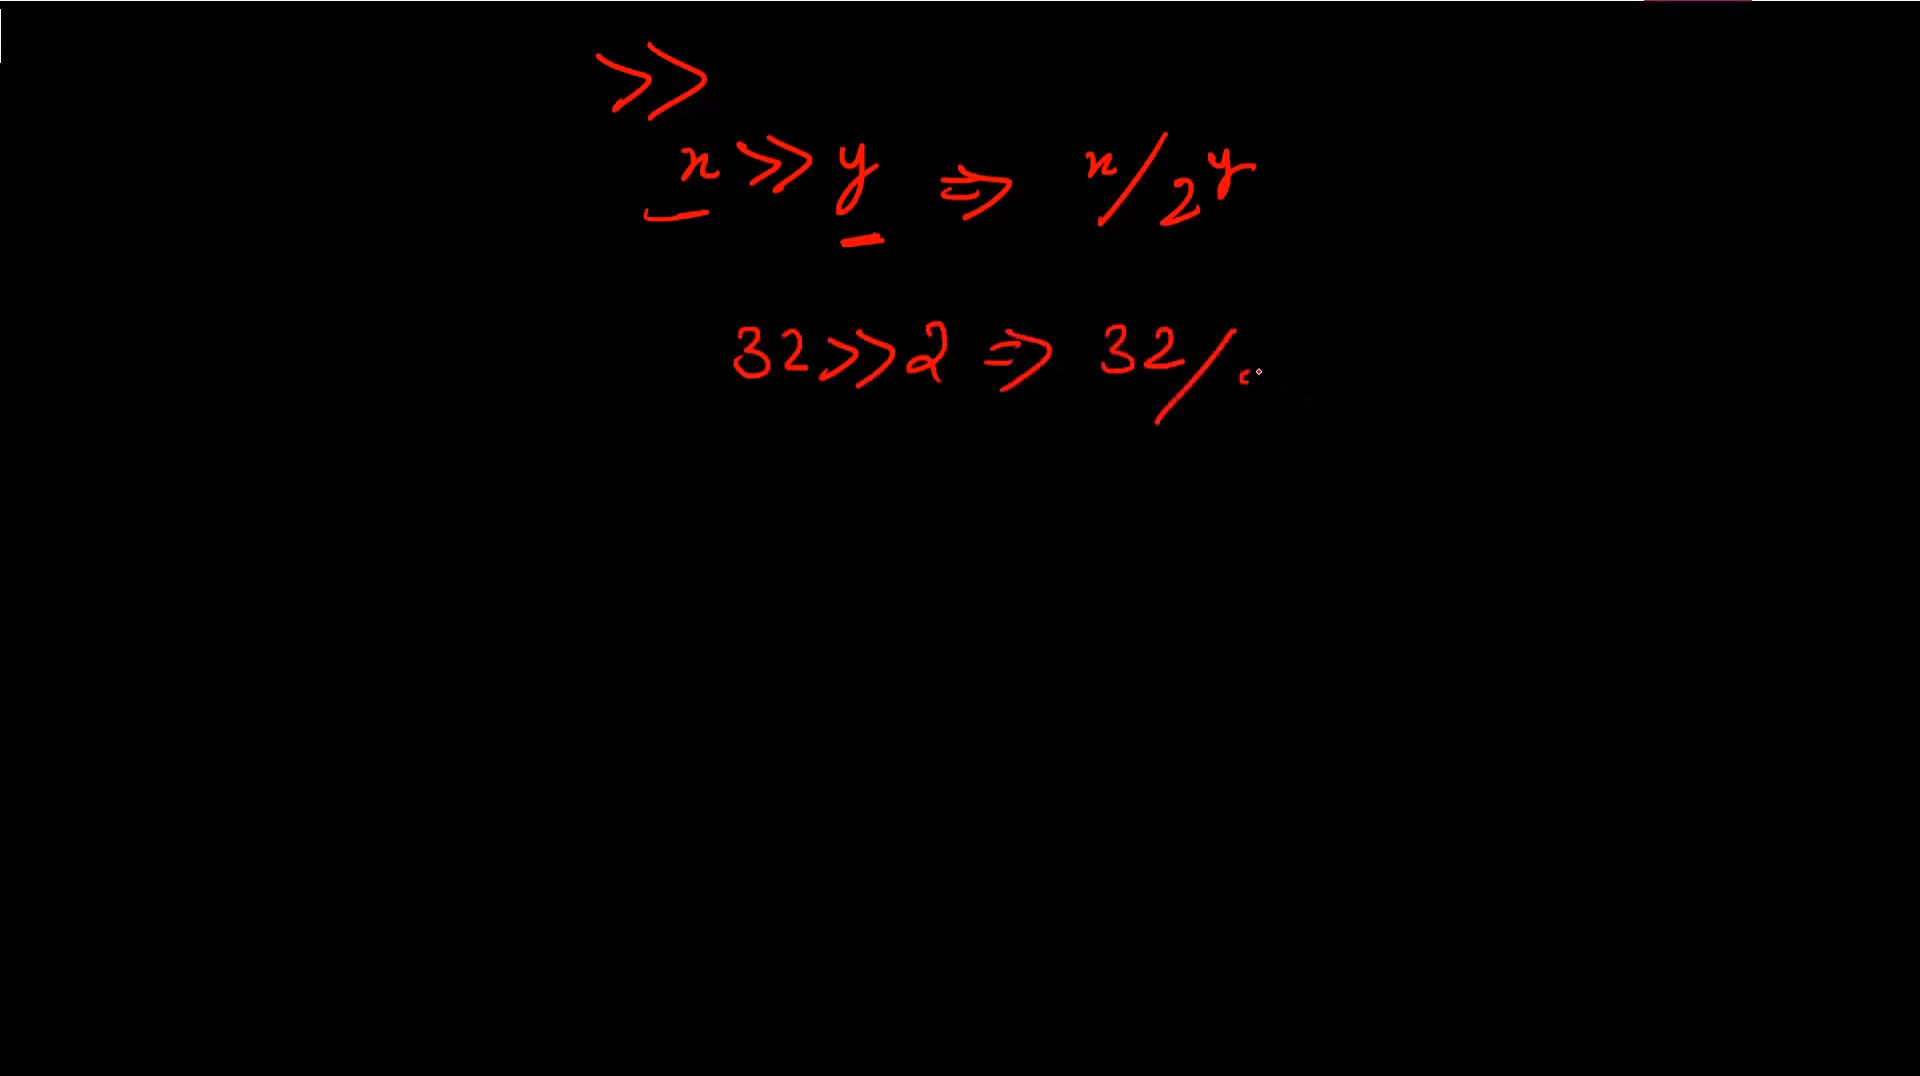 >>
x >> y => x/2^y
32 >> 2 => 32/